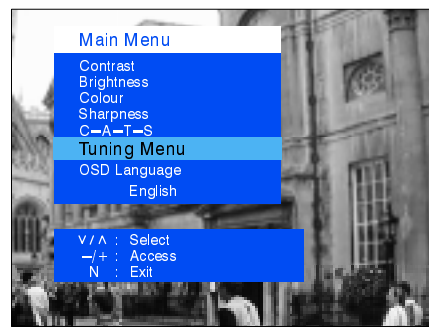 Main Menu
Contrast
Brightness
Colour
Sharpness
C–A–T–S
Tuning Menu
OSD Language
English
∨/∧ : Select
–/+ : Access
N : Exit